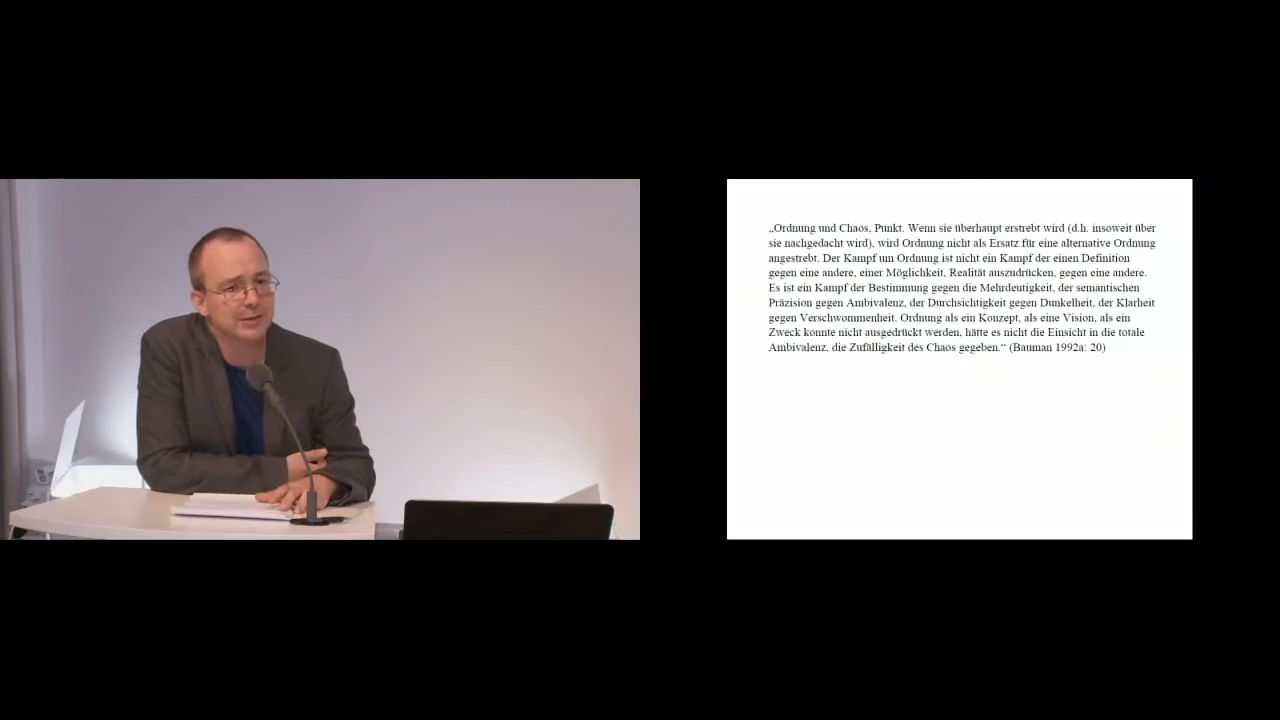 „Ordnung und Chaos, Punkt. Wenn sie überhaupt erstrebt wird (d.h. insoweit über
sie nachgedacht wird), wird Ordnung nicht als Ersatz für eine alternative Ordnung
angestrebt. Der Kampf um Ordnung ist nicht ein Kampf der einen Definition
gegen eine andere, einer Möglichkeit, Realität auszudrücken, gegen eine andere.
Es ist ein Kampf der Bestimmung gegen die Mehrdeutigkeit, der semantischen
Präzision gegen Ambivalenz, der Durchsichtigkeit gegen Dunkelheit, der Klarheit
gegen Verschwommenheit. Ordnung als ein Konzept, als eine Vision, als ein
Zweck konnte nicht ausgedrückt werden, hätte es nicht die Einsicht in die totale
Ambivalenz, die Zufälligkeit des Chaos gegeben.“ (Bauman 1992a: 20)